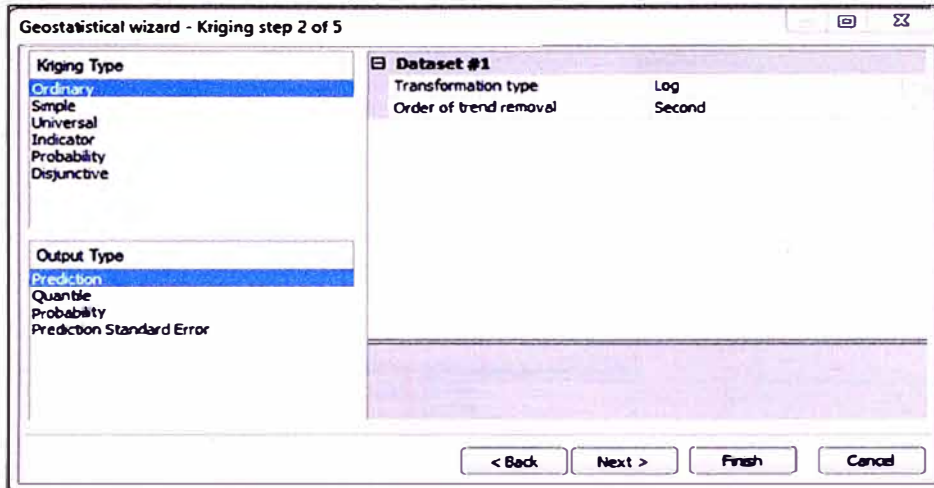 Geostatistical wizard - Kriging step 2 of 5
Kriging Type
Ordinary
Simple
Universal
Indicator
Probability
Disjunctive
Output Type
Prediction
Quantile
Probability
Prediction Standard Error
Dataset #1
Transformation type Log
Order of trend removal Second
< Back Next > Finish Cancel